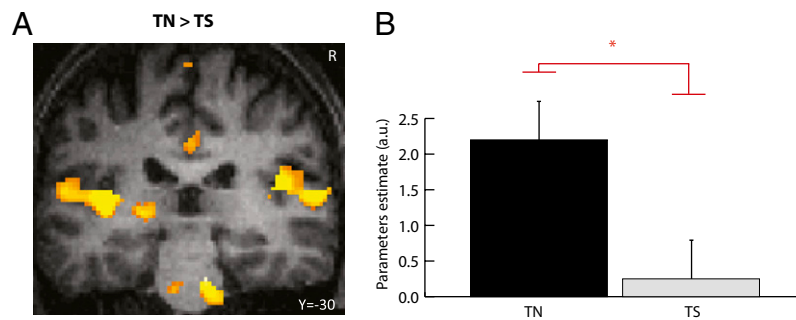 A
TN > TS
R
Y=-30
B
*
Parameters estimate (a.u.)
2.5
2.0
1.5
1.0
0.5
0.0
TN
TS